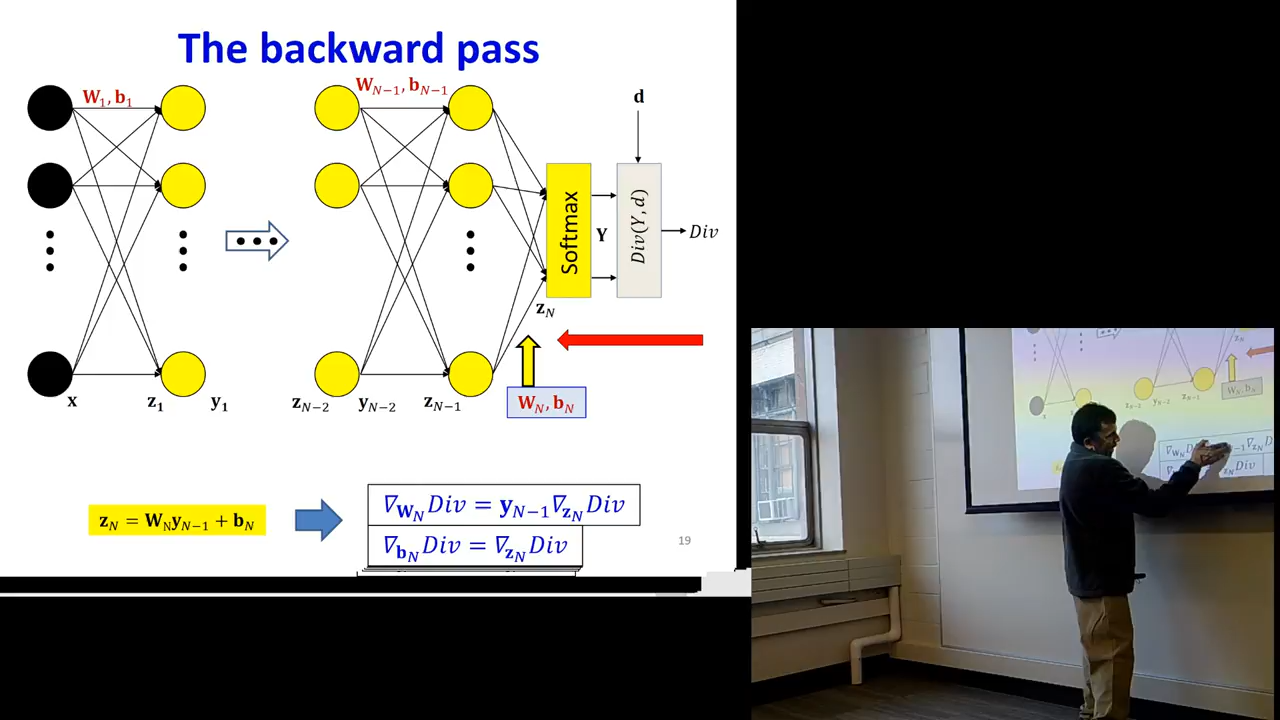 The backward pass
W₁, b₁
W_{N−1}, b_{N−1}
d
Softmax
Y
Div(Y, d)
Div
z_N
x
z₁
y₁
z_{N−2}
y_{N−2}
z_{N−1}
W_N, b_N
z_N = W_N y_{N−1} + b_N
∇_{W_N} Div = y_{N−1} ∇_{z_N} Div
∇_{b_N} Div = ∇_{z_N} Div
19